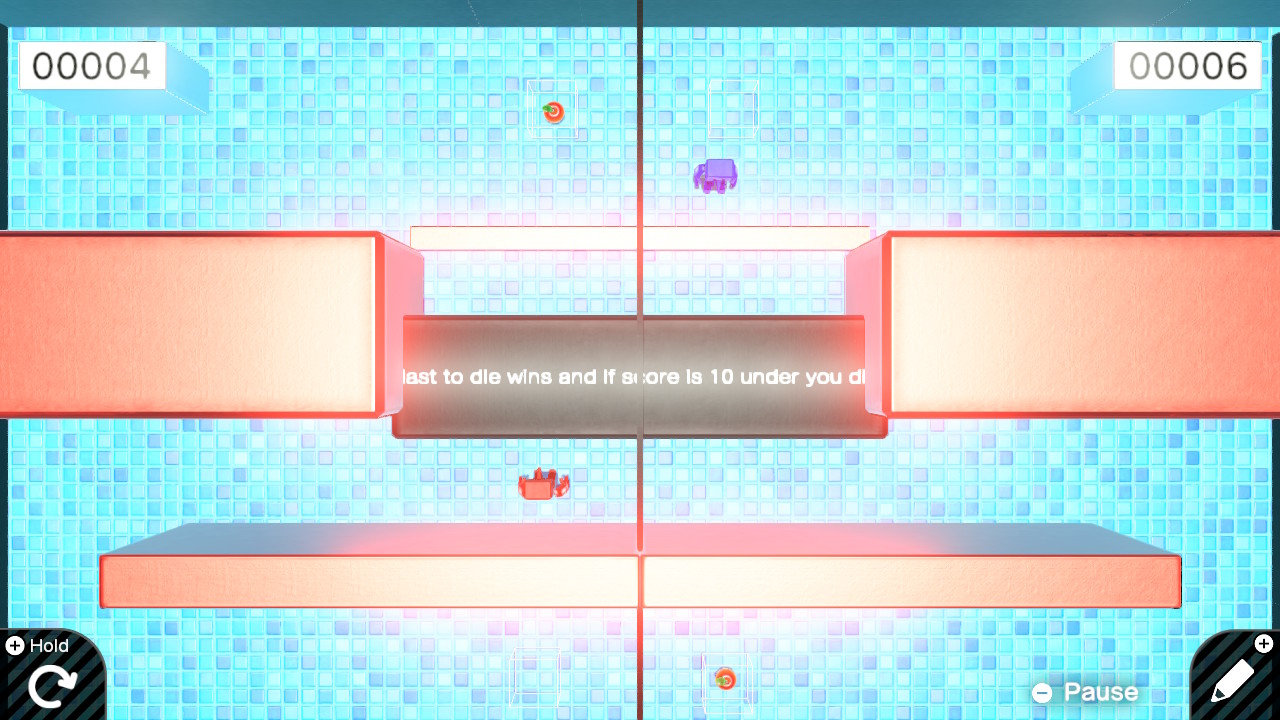 00004
00006
last to die wins and if score is 10 under you di
Hold
Pause